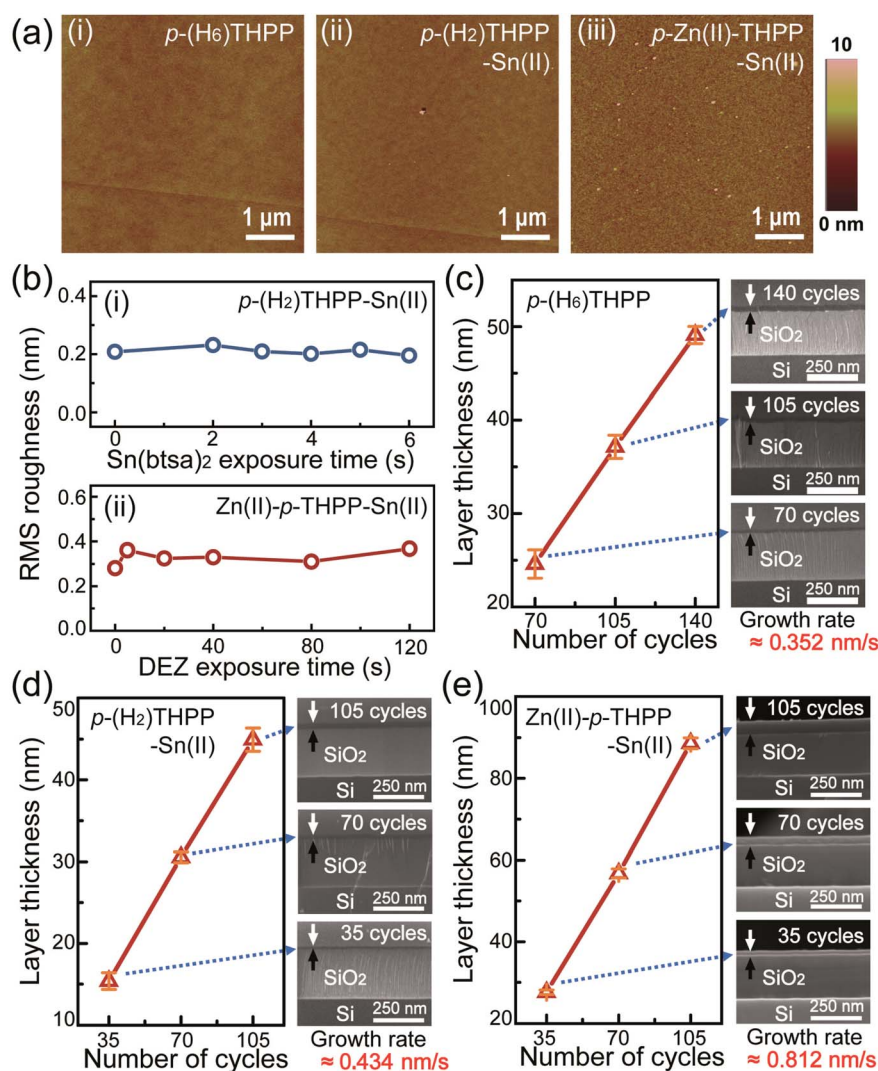 (a)
(i)
p-(H6)THPP
(ii)
p-(H2)THPP
-Sn(II)
(iii)
p-Zn(II)-THPP
-Sn(II)
1 μm
1 μm
1 μm
10
0 nm
(b)
RMS roughness (nm)
(i)
p-(H2)THPP-Sn(II)
0.4
0.2
0.0
0
2
4
6
Sn(btsa)2 exposure time (s)
(ii)
Zn(II)-p-THPP-Sn(II)
0.6
0.4
0.2
0.0
0
40
80
120
DEZ exposure time (s)
(c)
p-(H6)THPP
Layer thickness (nm)
50
40
30
20
70
105
140
Number of cycles
140 cycles
SiO2
Si
250 nm
105 cycles
SiO2
Si
250 nm
70 cycles
SiO2
Si
250 nm
Growth rate
≈ 0.352 nm/s
(d)
p-(H2)THPP
-Sn(II)
Layer thickness (nm)
50
40
30
20
10
35
70
105
Number of cycles
105 cycles
SiO2
Si
250 nm
70 cycles
SiO2
Si
250 nm
35 cycles
SiO2
Si
250 nm
Growth rate
≈ 0.434 nm/s
(e)
Zn(II)-p-THPP
-Sn(II)
Layer thickness (nm)
100
80
60
40
20
0
35
70
105
Number of cycles
105 cycles
SiO2
Si
250 nm
70 cycles
SiO2
Si
250 nm
35 cycles
SiO2
Si
250 nm
Growth rate
≈ 0.812 nm/s